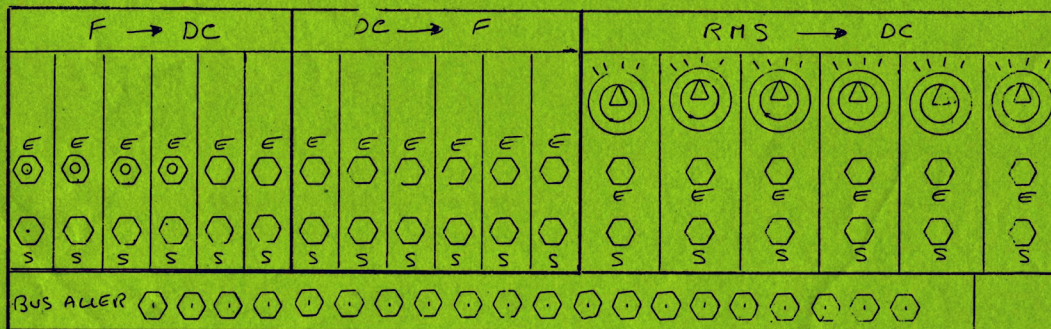 F → DC
DC → F
RMS → DC
E E E E E E E E E E E E
E E E E E E
S S S S S S S S S S S S S S S S S S
BUS ALLER